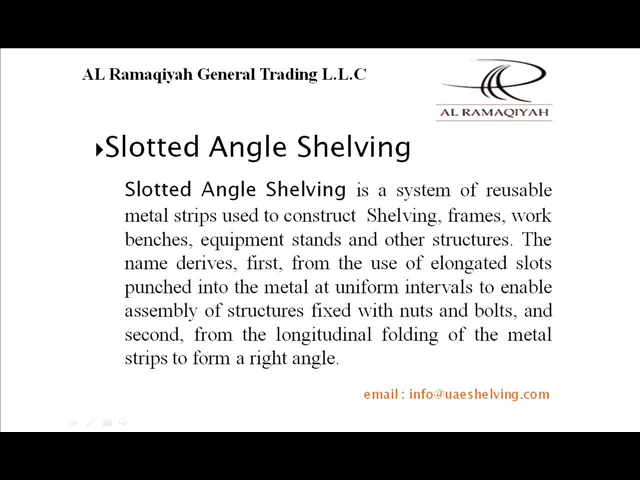 AL Ramaqiyah General Trading L.L.C
AL RAMAQIYAH
Slotted Angle Shelving
Slotted Angle Shelving is a system of reusable
metal strips used to construct Shelving, frames, work
benches, equipment stands and other structures. The
name derives, first, from the use of elongated slots
punched into the metal at uniform intervals to enable
assembly of structures fixed with nuts and bolts, and
second, from the longitudinal folding of the metal
strips to form a right angle.
email : info@uaeshelving.com